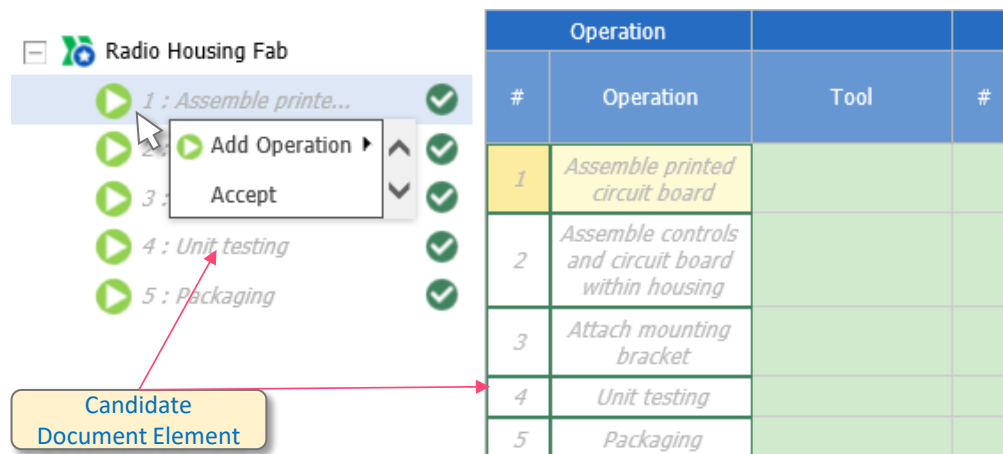 Radio Housing Fab
1 : Assemble printe...
2 :
Add Operation
3 :
Accept
4 : Unit testing
5 : Packaging
Candidate
Document Element
Operation
# Operation Tool #
1 Assemble printed
circuit board
2 Assemble controls
and circuit board
within housing
3 Attach mounting
bracket
4 Unit testing
5 Packaging